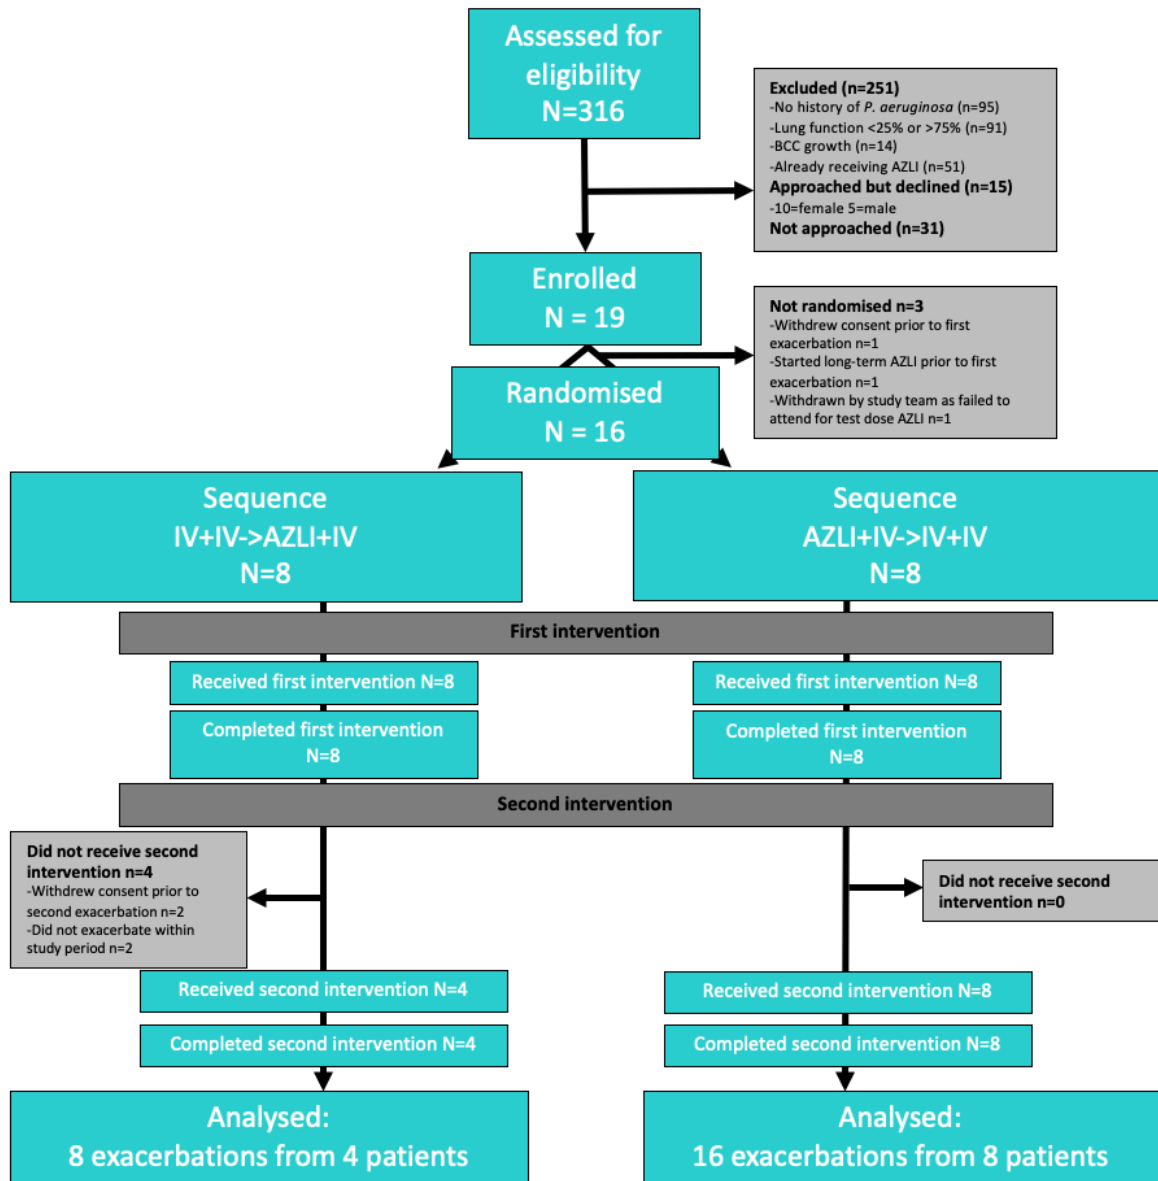 Assessed for
eligibility
N=316
Excluded (n=251)
-No history of P. aeruginosa (n=95)
-Lung function <25% or >75% (n=91)
-BCC growth (n=14)
-Already receiving AZLI (n=51)
Approached but declined (n=15)
-10=female 5=male
Not approached (n=31)
Enrolled
N = 19
Not randomised n=3
-Withdrew consent prior to first
exacerbation n=1
-Started long-term AZLI prior to first
exacerbation n=1
-Withdrawn by study team as failed to
attend for test dose AZLI n=1
Randomised
N = 16
Sequence
IV+IV->AZLI+IV
N=8
Sequence
AZLI+IV->IV+IV
N=8
First intervention
Received first intervention N=8
Received first intervention N=8
Completed first intervention
N=8
Completed first intervention
N=8
Second intervention
Did not receive second
intervention n=4
-Withdrew consent prior to
second exacerbation n=2
-Did not exacerbate within
study period n=2
Did not receive second
intervention n=0
Received second intervention N=4
Received second intervention N=8
Completed second intervention N=4
Completed second intervention N=8
Analysed:
8 exacerbations from 4 patients
Analysed:
16 exacerbations from 8 patients